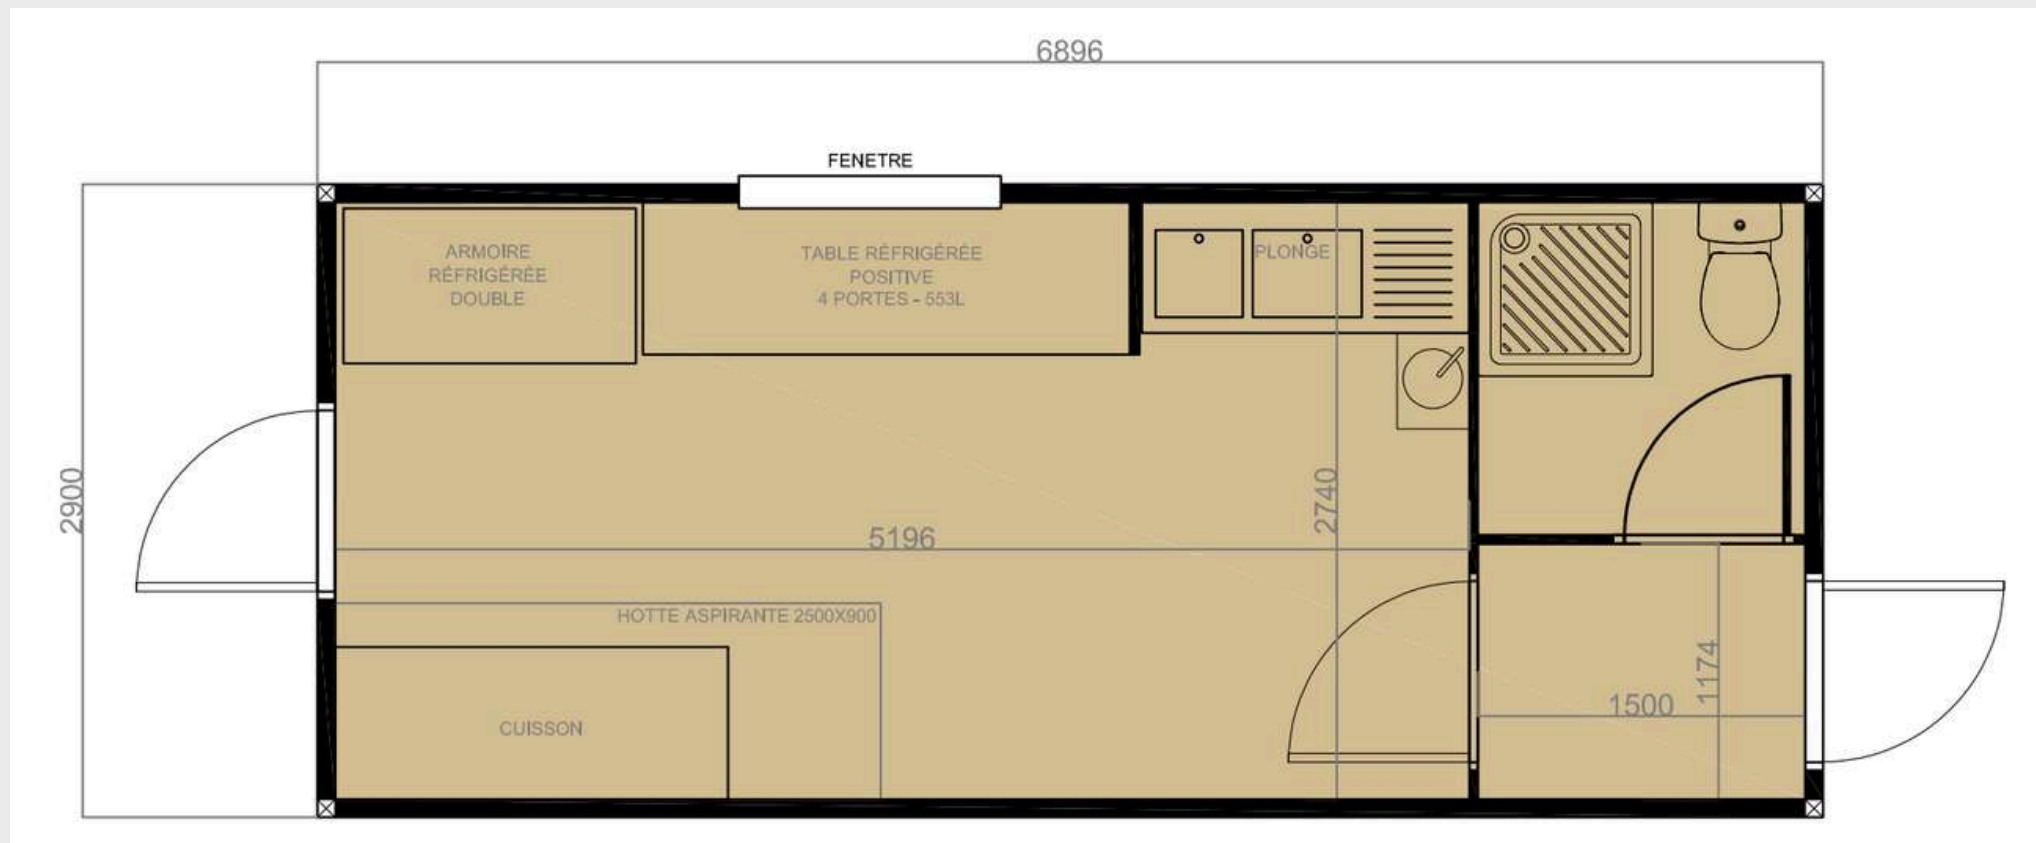 6896
FENETRE
ARMOIRE
RÉFRIGÉRÉE
DOUBLE
TABLE RÉFRIGÉRÉE
POSITIVE
4 PORTES - 553L
PLONGE
2900
2740
5196
HOTTE ASPIRANTE 2500X900
1174
1500
CUISSON